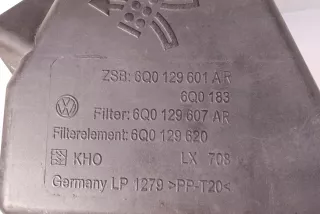 ZSB: 6Q0 129 601 AR
6Q0 183
Filter: 6Q0 129 607 AR
Filterelement: 6Q0 129 620
KHO LX 708
Germany LP 1279 >PP-T20<